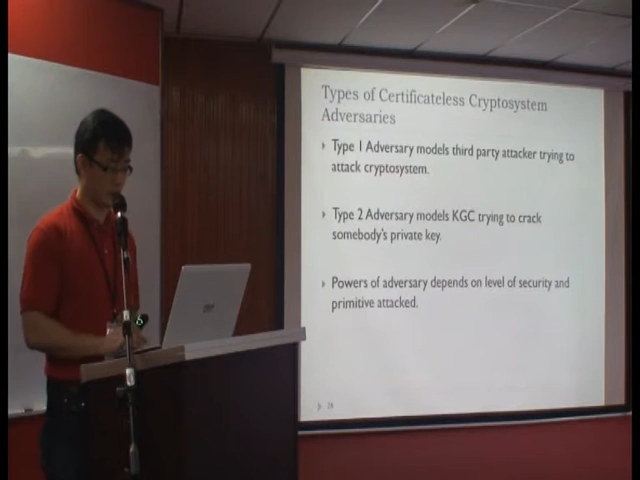 Types of Certificateless Cryptosystem
Adversaries
Type 1 Adversary models third party attacker trying to
attack cryptosystem.
Type 2 Adversary models KGC trying to crack
somebody's private key.
Powers of adversary depends on level of security and
primitive attacked.